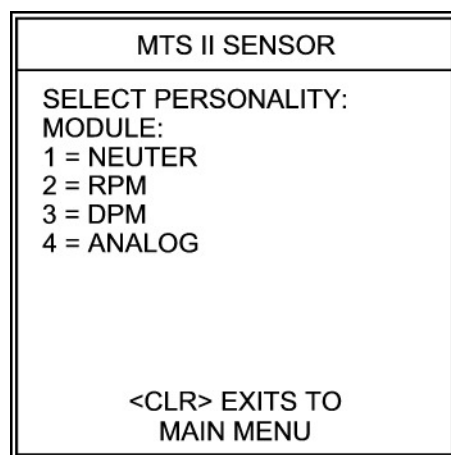 MTS II SENSOR
SELECT PERSONALITY:
MODULE:
1 = NEUTER
2 = RPM
3 = DPM
4 = ANALOG
<CLR> EXITS TO
MAIN MENU